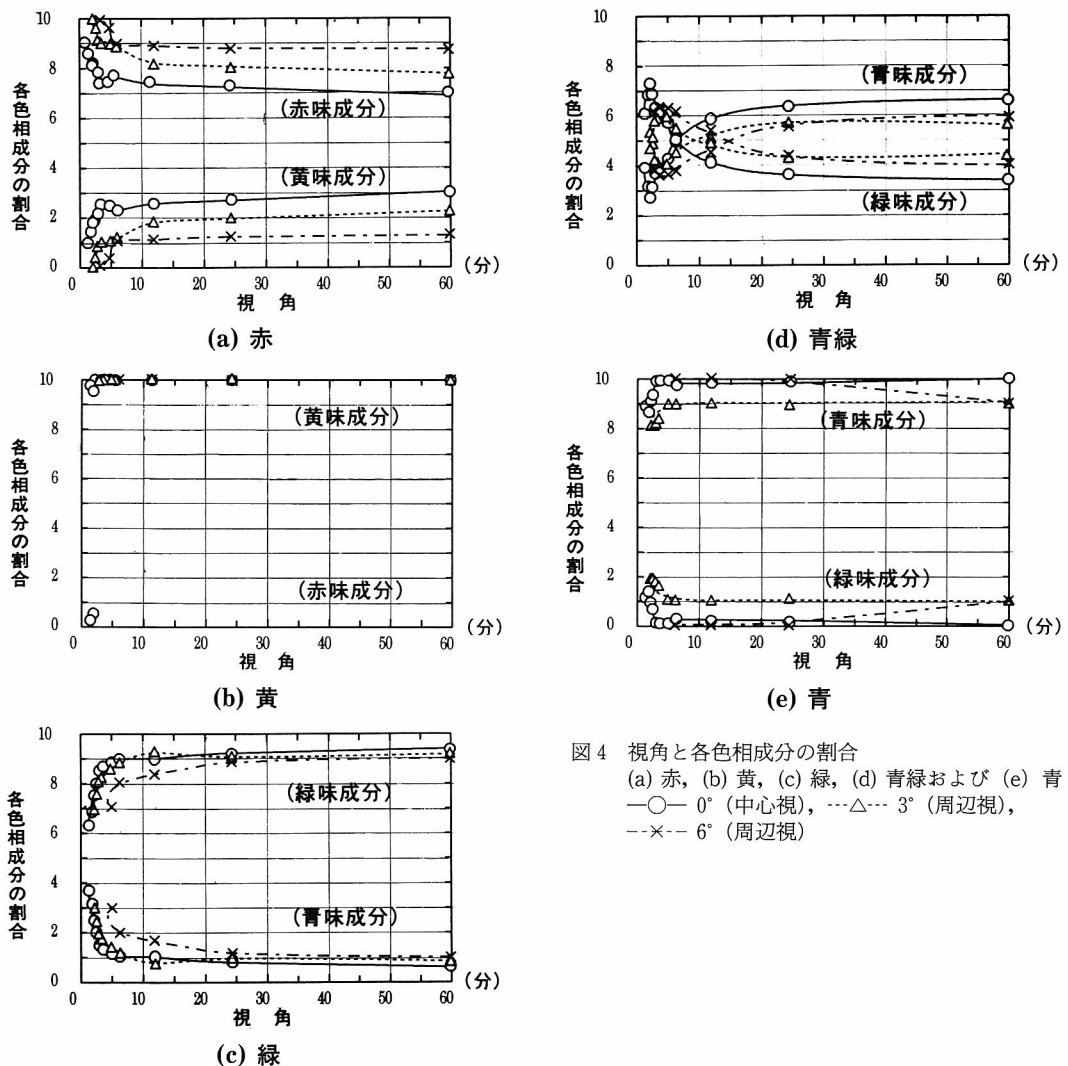 各色相成分の割合
10
8
6
4
2
0
(赤味成分)
(黄味成分)
0 10 20 30 40 50 60 (分)
視 角
(a) 赤
各色相成分の割合
10
8
6
4
2
0
(青味成分)
(緑味成分)
0 10 20 30 40 50 60 (分)
視 角
(d) 青緑
各色相成分の割合
10
8
6
4
2
0
(黄味成分)
(赤味成分)
0 10 20 30 40 50 60 (分)
視 角
(b) 黄
各色相成分の割合
10
8
6
4
2
0
(青味成分)
(緑味成分)
0 10 20 30 40 50 60 (分)
視 角
(e) 青
各色相成分の割合
10
8
6
4
2
0
(緑味成分)
(青味成分)
0 10 20 30 40 50 60 (分)
視 角
(c) 緑
図4 視角と各色相成分の割合
(a) 赤, (b) 黄, (c) 緑, (d) 青緑および (e) 青
—○— 0° (中心視), ---△--- 3° (周辺視),
--×-- 6° (周辺視)